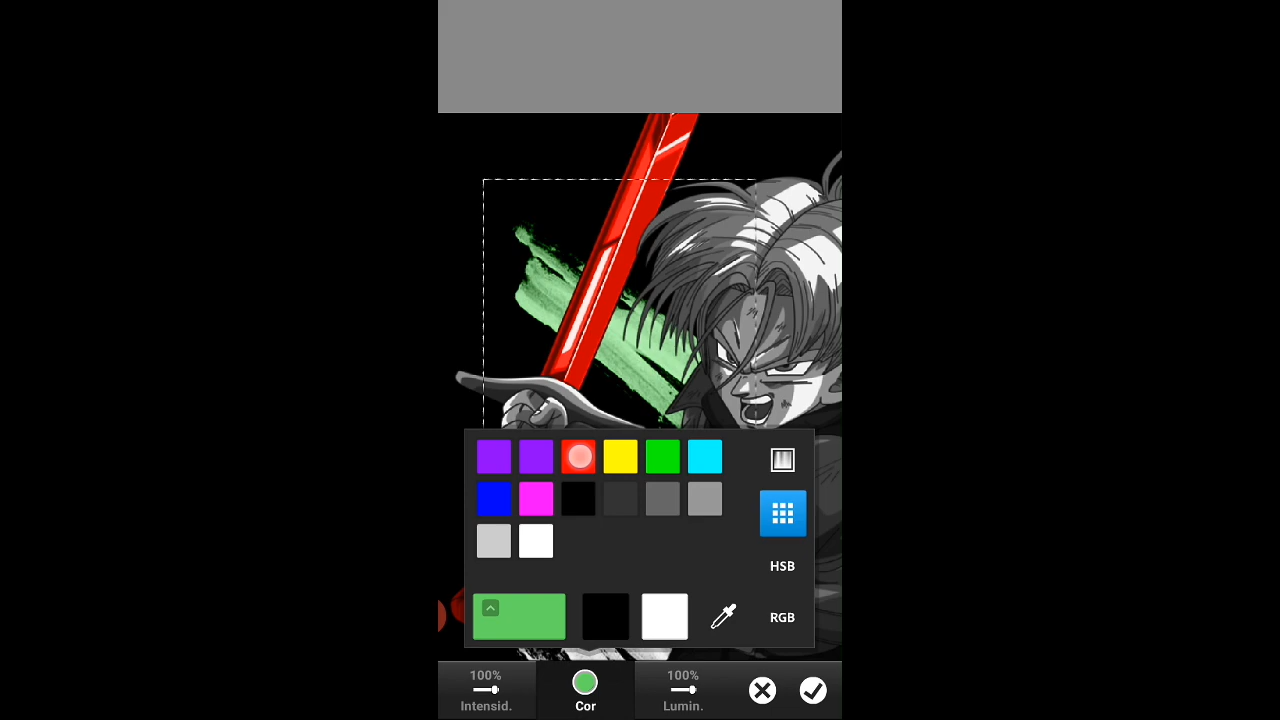 HSB
RGB
100%
Intensid.
Cor
100%
Lumin.